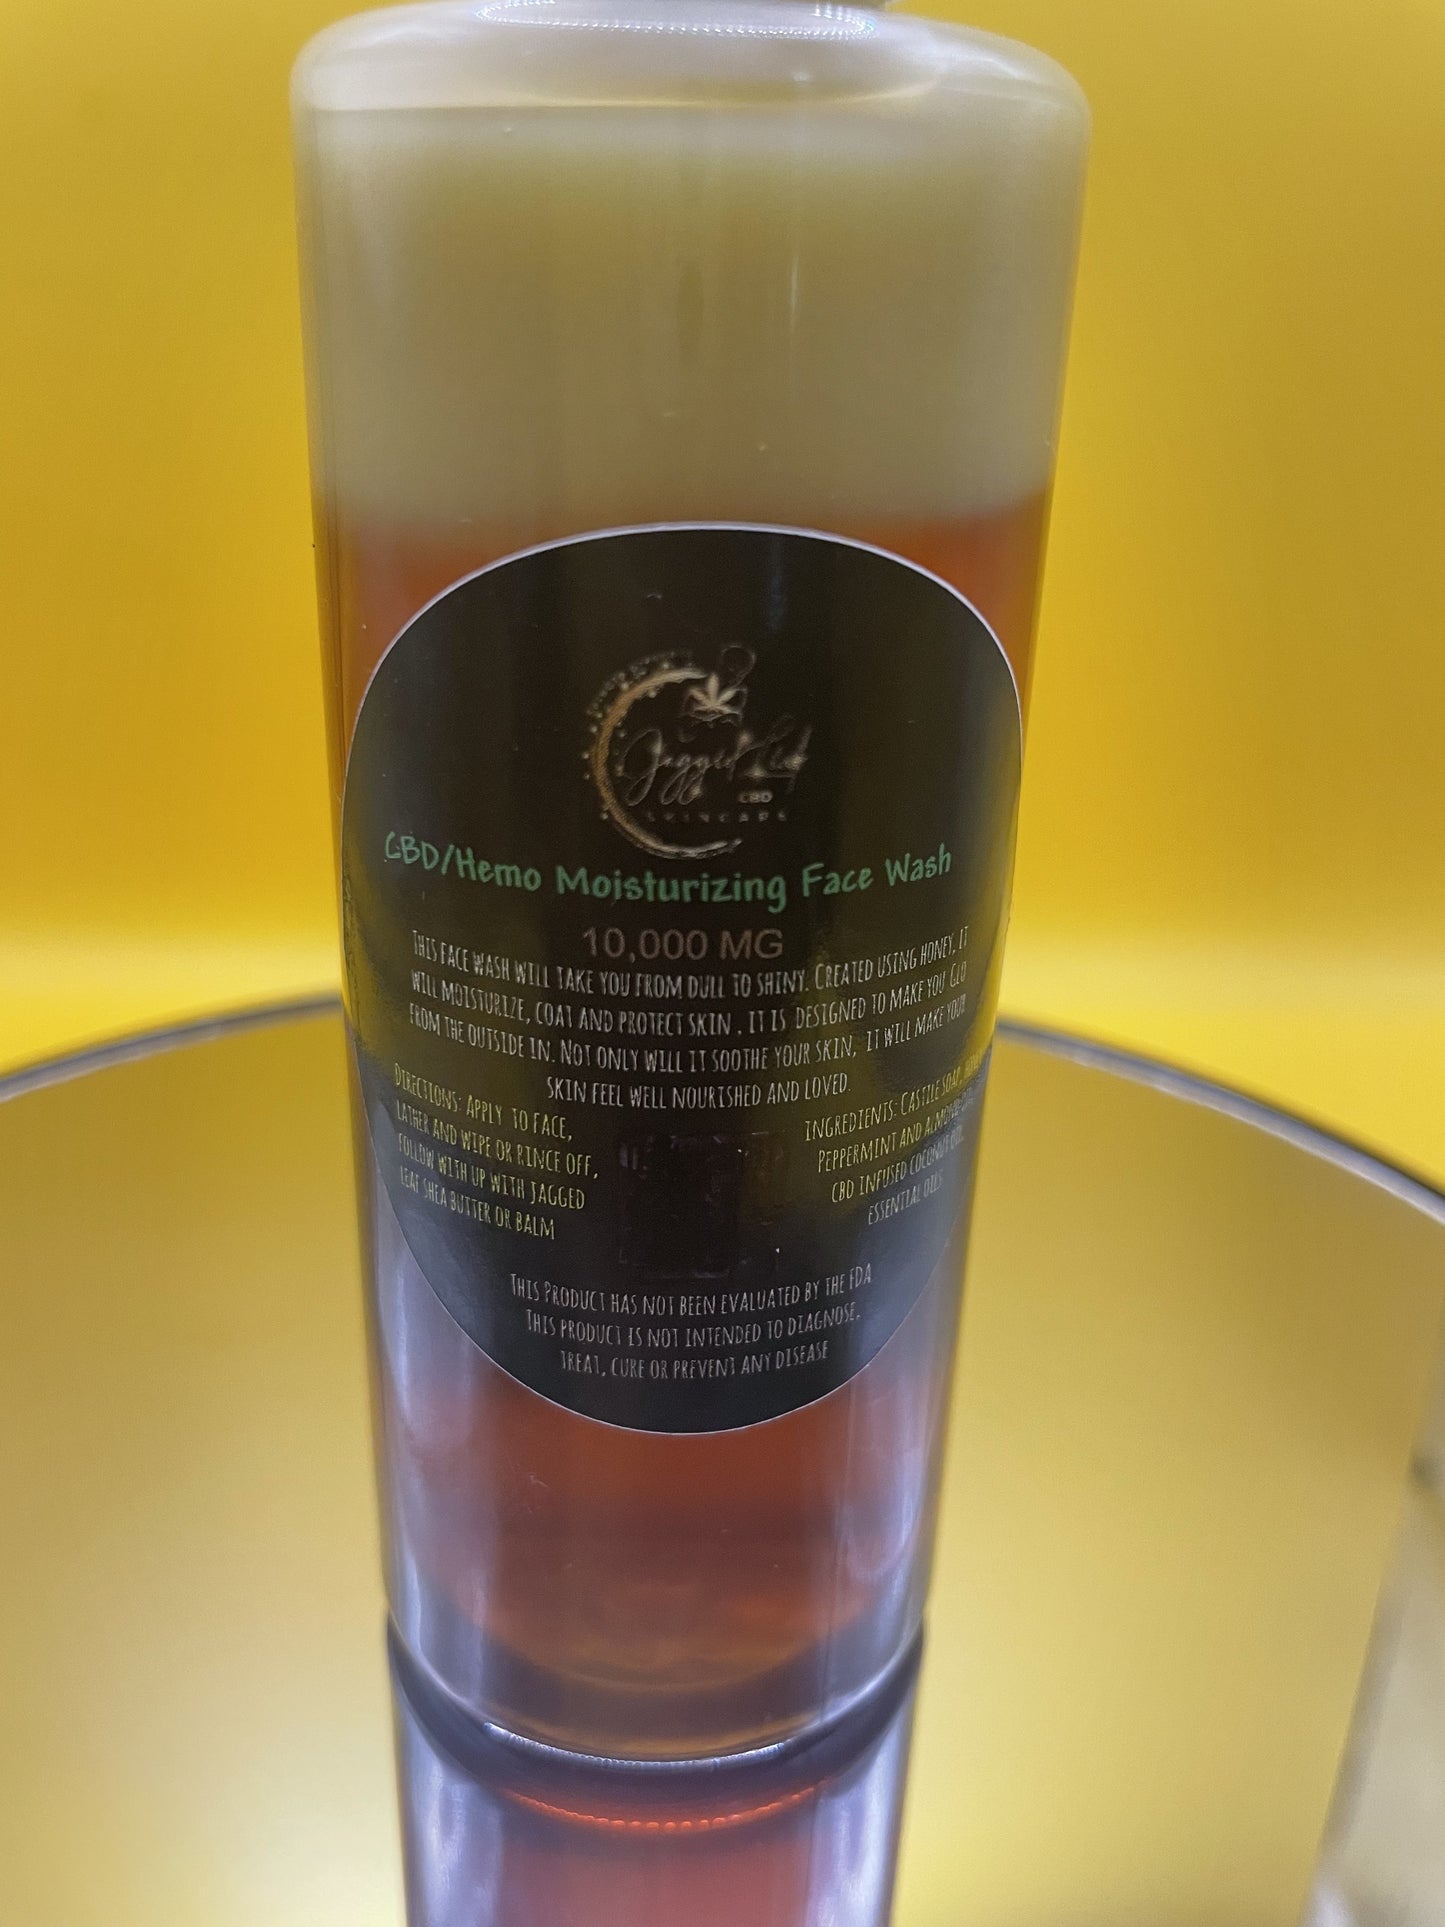 Jagged Leaf
CBD
SKINCARE
CBD/Hemo Moisturizing Face Wash
10,000 MG
THIS FACE WASH WILL TAKE YOU FROM DULL TO SHINY. CREATED USING HONEY, IT
WILL MOISTURIZE, COAT AND PROTECT SKIN . IT IS DESIGNED TO MAKE YOU GLO
FROM THE OUTSIDE IN. NOT ONLY WILL IT SOOTHE YOUR SKIN, IT WILL MAKE YOUR
SKIN FEEL WELL NOURISHED AND LOVED.
DIRECTIONS: APPLY TO FACE,
LATHER AND WIPE OR RINCE OFF,
FOLLOW WITH UP WITH JAGGED
LEAF SHEA BUTTER OR BALM
INGREDIENTS: CASTILE SOAP,
PEPPERMINT AND ALMOND
CBD INFUSED COCONUT OIL,
ESSENTIAL OILS
THIS PRODUCT HAS NOT BEEN EVALUATED BY THE FDA
THIS PRODUCT IS NOT INTENDED TO DIAGNOSE,
TREAT, CURE OR PREVENT ANY DISEASE